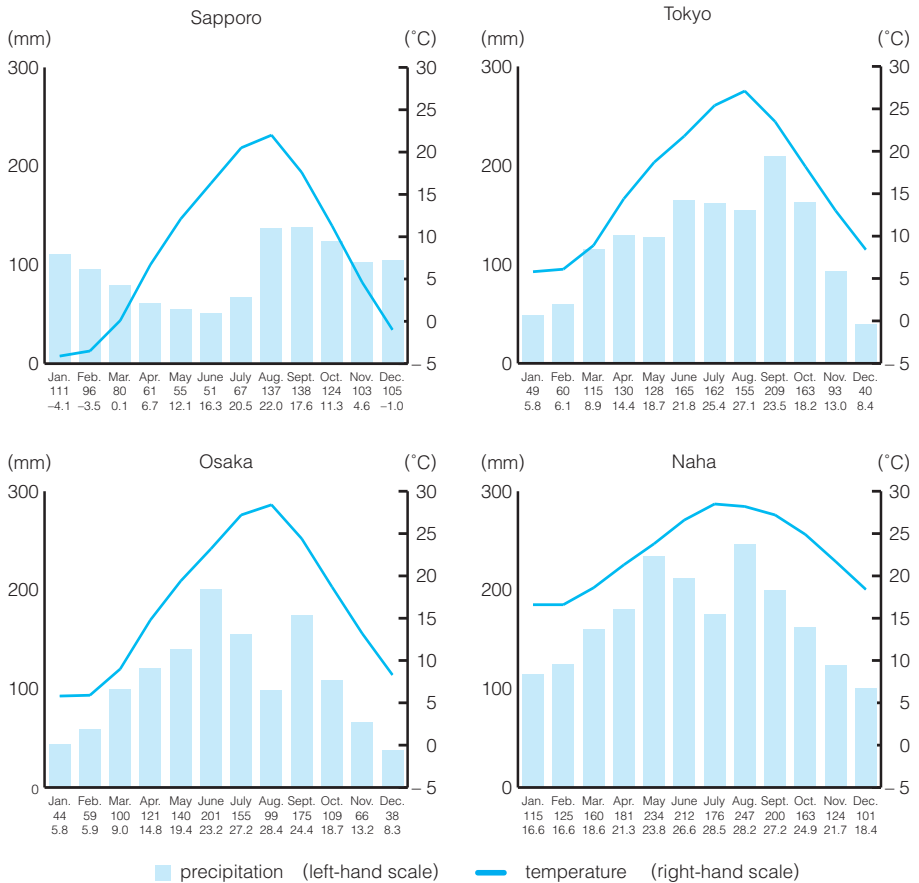 Sapporo
(mm) (˚C)
300 30
25
200 20
15
100 10
5
0
0 −5
Jan. Feb. Mar. Apr. May June July Aug. Sept. Oct. Nov. Dec.
111 96 80 61 55 51 67 137 138 124 103 105
−4.1 −3.5 0.1 6.7 12.1 16.3 20.5 22.0 17.6 11.3 4.6 −1.0
Tokyo
(mm) (˚C)
300 30
25
200 20
15
100 10
5
0
0 −5
Jan. Feb. Mar. Apr. May June July Aug. Sept. Oct. Nov. Dec.
49 60 115 130 128 165 162 155 209 163 93 40
5.8 6.1 8.9 14.4 18.7 21.8 25.4 27.1 23.5 18.2 13.0 8.4
Osaka
(mm) (˚C)
300 30
25
200 20
15
100 10
5
0
0 −5
Jan. Feb. Mar. Apr. May June July Aug. Sept. Oct. Nov. Dec.
44 59 100 121 140 201 155 99 175 109 66 38
5.8 5.9 9.0 14.8 19.4 23.2 27.2 28.4 24.4 18.7 13.2 8.3
Naha
(mm) (˚C)
300 30
25
200 20
15
100 10
5
0
0 −5
Jan. Feb. Mar. Apr. May June July Aug. Sept. Oct. Nov. Dec.
115 125 160 181 234 212 176 247 200 163 124 101
16.6 16.6 18.6 21.3 23.8 26.6 28.5 28.2 27.2 24.9 21.7 18.4
precipitation (left-hand scale) temperature (right-hand scale)